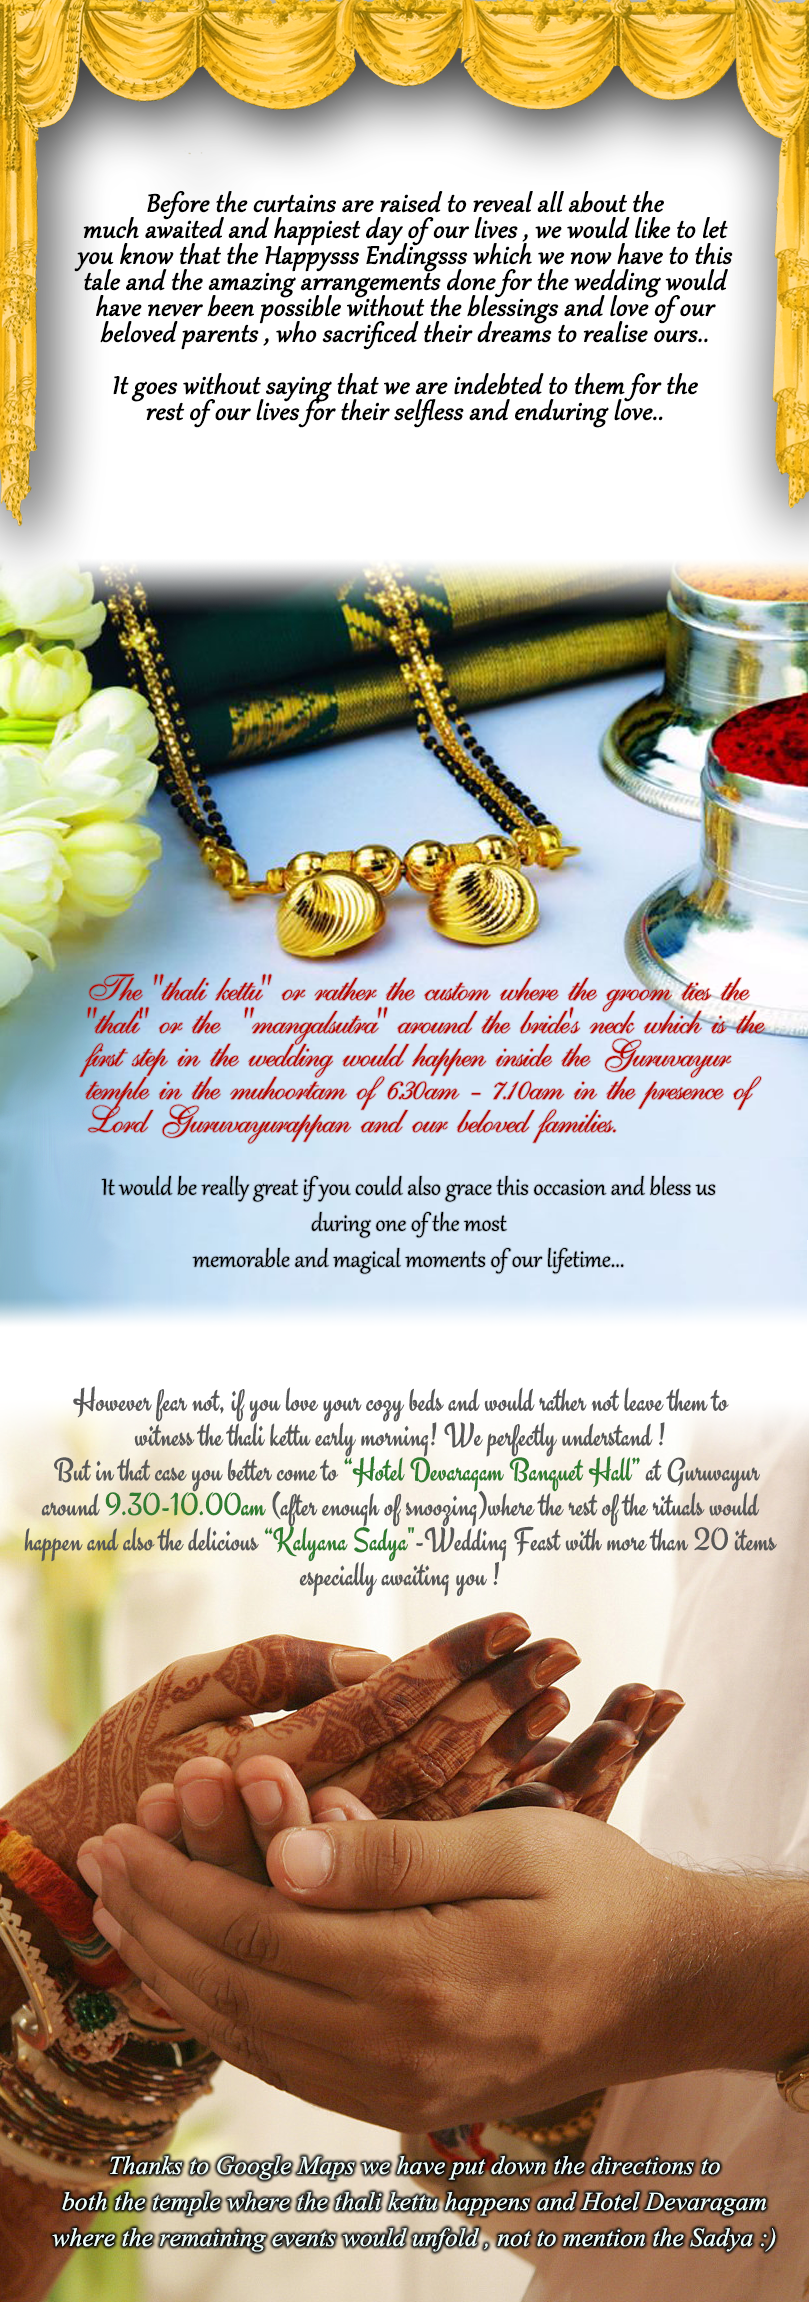 Before the curtains are raised to reveal all about the
much awaited and happiest day of our lives , we would like to let
you know that the Happysss Endingsss which we now have to this
tale and the amazing arrangements done for the wedding would
have never been possible without the blessings and love of our
beloved parents , who sacrificed their dreams to realise ours..
It goes without saying that we are indebted to them for the
rest of our lives for their selfless and enduring love..
The "thali kettu" or rather the custom where the groom ties the
"thali" or the "mangalsutra" around the bride's neck which is the
first step in the wedding would happen inside the Guruvayur
temple in the muhoortam of 6.30am - 7.10am in the presence of
Lord Guruvayurappan and our beloved families.
It would be really great if you could also grace this occasion and bless us
during one of the most
memorable and magical moments of our lifetime...
However fear not, if you love your cozy beds and would rather not leave them to
witness the thali kettu early morning! We perfectly understand !
But in that case you better come to “Hotel Devaragam Banquet Hall” at Guruvayur
around 9.30-10.00am (after enough of snoozing)where the rest of the rituals would
happen and also the delicious “Kalyana Sadya"-Wedding Feast with more than 20 items
especially awaiting you !
Thanks to Google Maps we have put down the directions to
both the temple where the thali kettu happens and Hotel Devaragam
where the remaining events would unfold , not to mention the Sadya :)